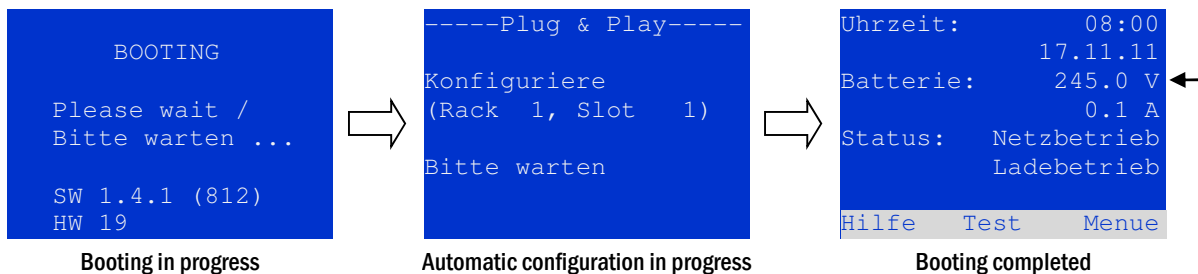 BOOTING
Please wait /
Bitte warten ...
SW 1.4.1 (812)
HW 19
Booting in progress
-----Plug & Play-----
Konfiguriere
(Rack 1, Slot 1)
Bitte warten
Automatic configuration in progress
Uhrzeit: 08:00
17.11.11
Batterie: 245.0 V
0.1 A
Status: Netzbetrieb
Ladebetrieb
Hilfe Test Menue
Booting completed